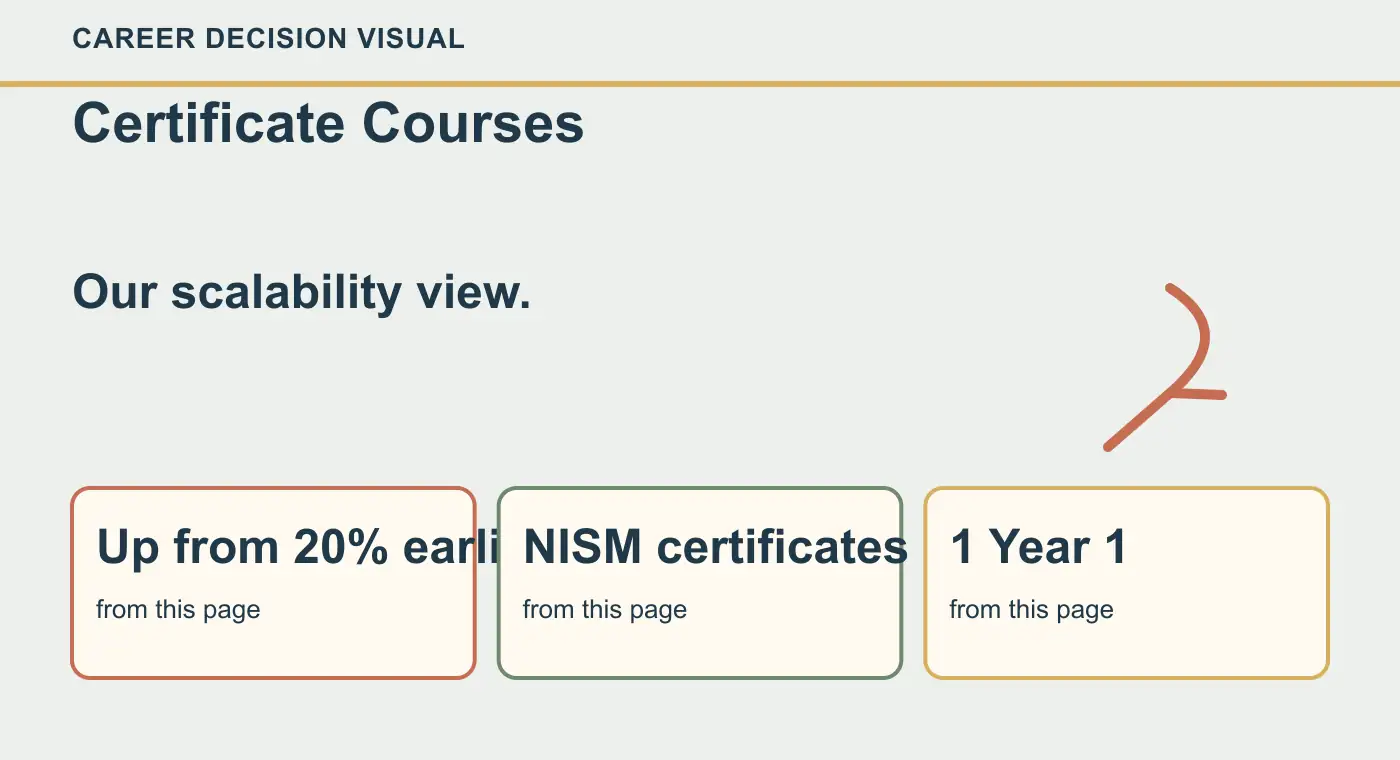 CAREER DECISION VISUAL
Certificate Courses
Our scalability view.
Up from 20% earli
from this page
NISM certificates
from this page
1 Year 1
from this page